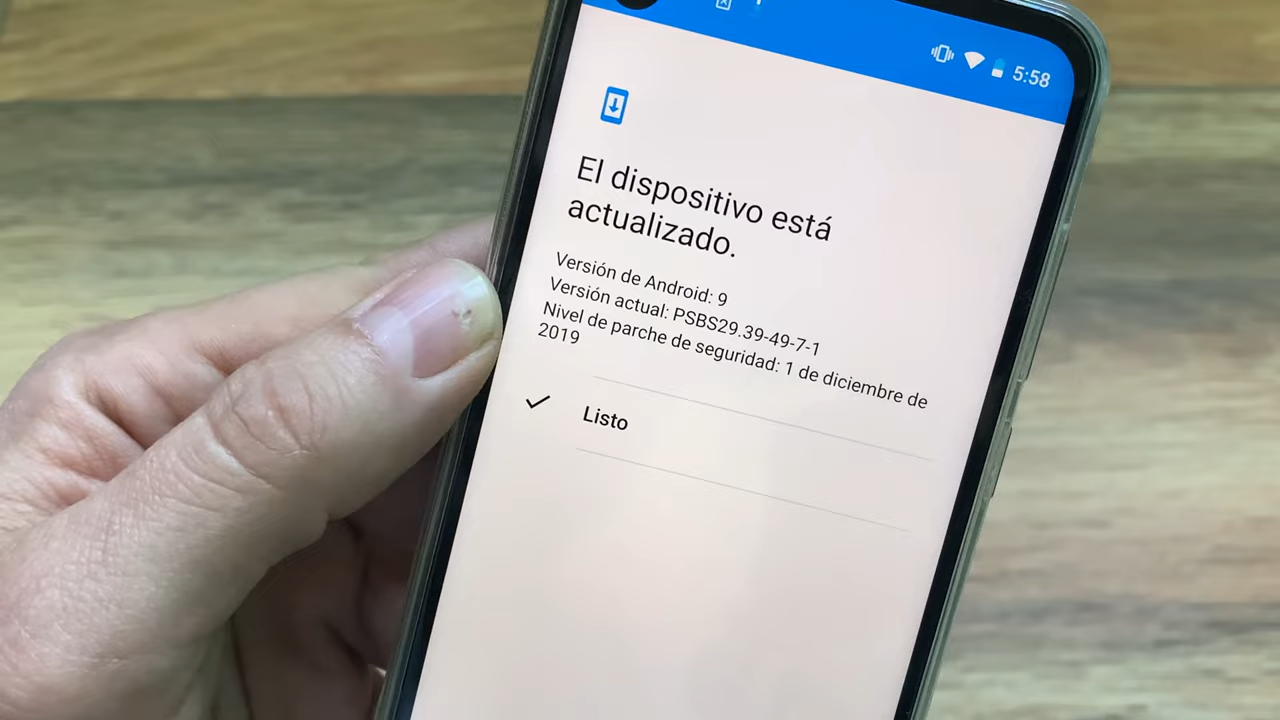 5:58
El dispositivo está
actualizado.
Versión de Android: 9
Versión actual: PSBS29.39-49-7-1
Nivel de parche de seguridad: 1 de diciembre de
2019
Listo